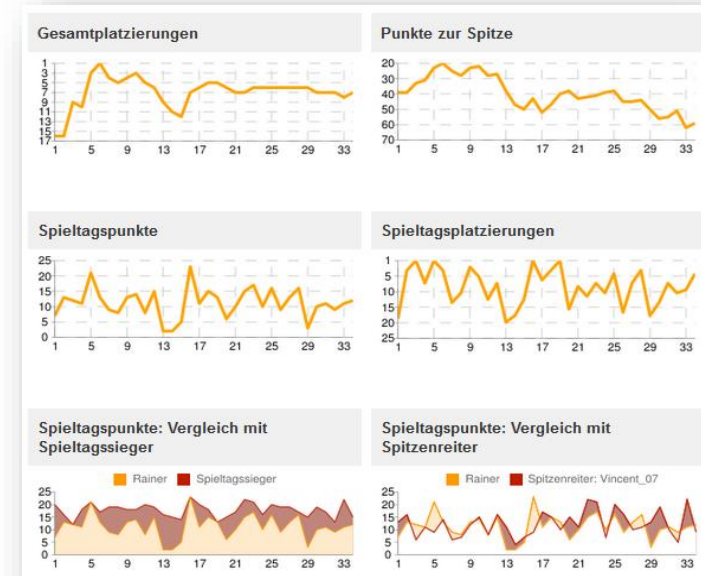 Gesamtplatzierungen
1
3
5
7
9
11
13
15
17
1 5 9 13 17 21 25 29 33
Punkte zur Spitze
20
30
40
50
60
70
1 5 9 13 17 21 25 29 33
Spieltagspunkte
25
20
15
10
5
0
1 5 9 13 17 21 25 29 33
Spieltagsplatzierungen
1
5
10
15
20
25
1 5 9 13 17 21 25 29 33
Spieltagspunkte: Vergleich mit
Spieltagssieger
Rainer Spieltagssieger
25
20
15
10
5
0
1 5 9 13 17 21 25 29 33
Spieltagspunkte: Vergleich mit
Spitzenreiter
Rainer Spitzenreiter: Vincent_07
25
20
15
10
5
0
1 5 9 13 17 21 25 29 33